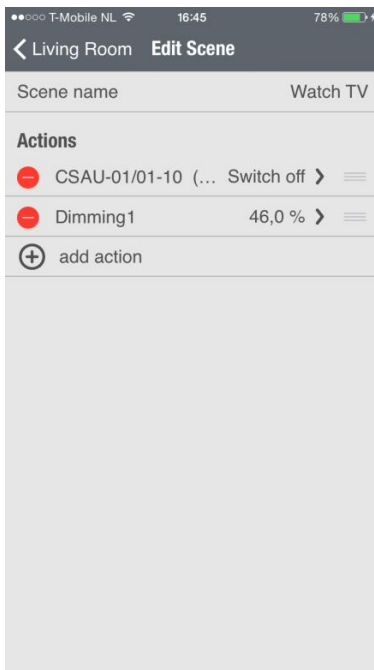 T-Mobile NL 16:45 78%
Living Room Edit Scene
Scene name Watch TV
Actions
CSAU-01/01-10 (... Switch off
Dimming1 46,0 %
add action